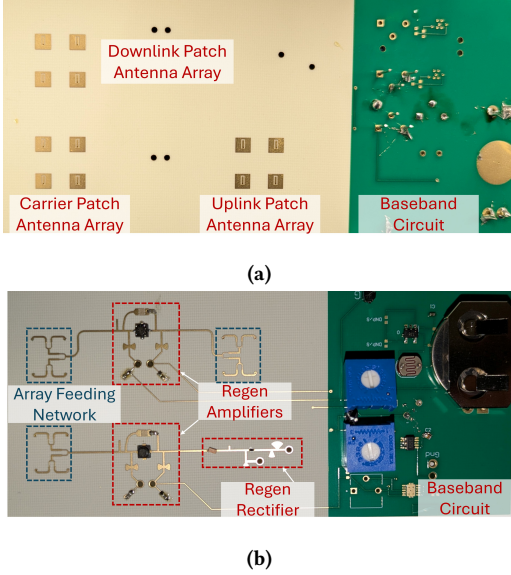 Downlink Patch
Antenna Array
Carrier Patch
Antenna Array
Uplink Patch
Antenna Array
Baseband
Circuit
(a)
Array Feeding
Network
Regen
Amplifiers
Regen
Rectifier
Baseband
Circuit
Gnd
(b)